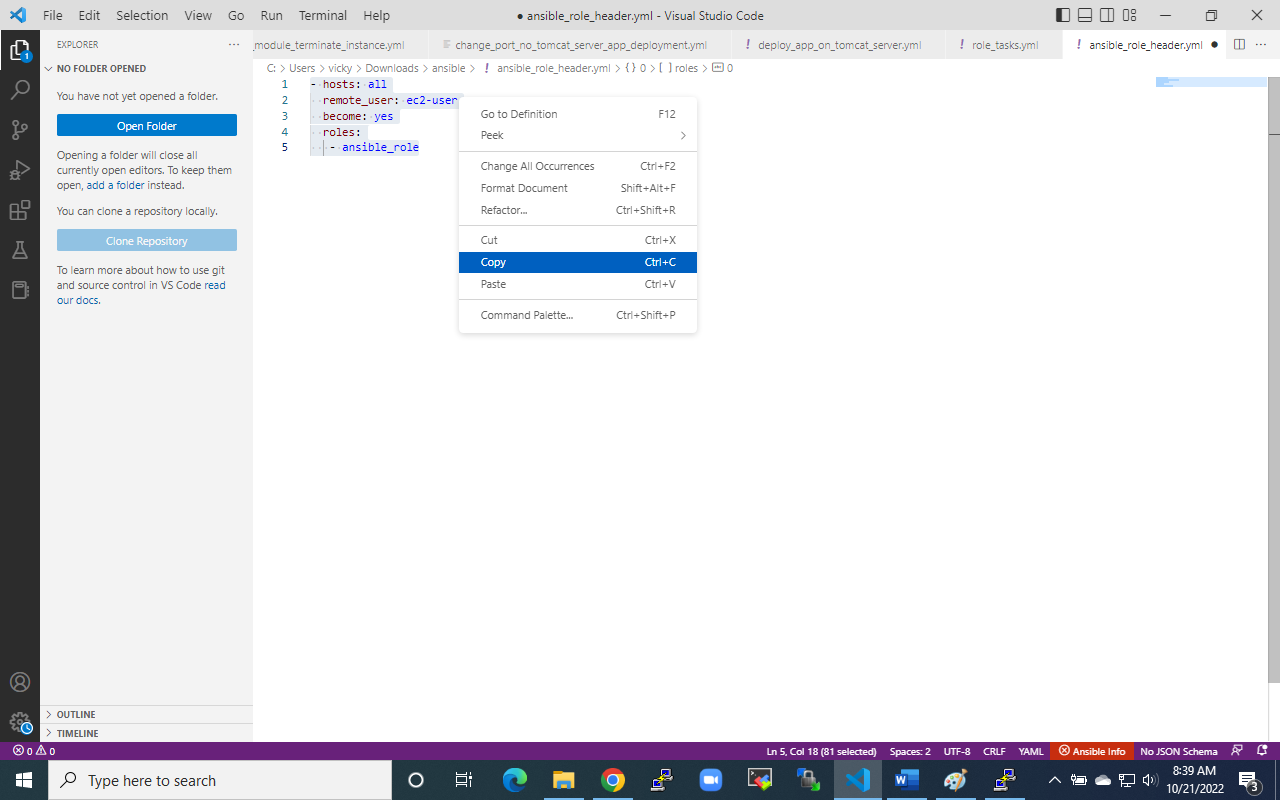 File Edit Selection View Go Run Terminal Help
● ansible_role_header.yml - Visual Studio Code
EXPLORER
_module_terminate_instance.yml
change_port_no_tomcat_server_app_deployment.yml
! deploy_app_on_tomcat_server.yml
! role_tasks.yml
! ansible_role_header.yml ●
1
NO FOLDER OPENED
C: > Users > vicky > Downloads > ansible > ! ansible_role_header.yml > { } 0 > [ ] roles > 0
You have not yet opened a folder.
Open Folder
Opening a folder will close all
currently open editors. To keep them
open, add a folder instead.
You can clone a repository locally.
Clone Repository
To learn more about how to use git
and source control in VS Code read
our docs.
1 - hosts: all
2 remote_user: ec2-user
3 become: yes
4 roles:
5 - ansible_role
Go to Definition F12
Peek
Change All Occurrences Ctrl+F2
Format Document Shift+Alt+F
Refactor... Ctrl+Shift+R
Cut Ctrl+X
Copy Ctrl+C
Paste Ctrl+V
Command Palette... Ctrl+Shift+P
OUTLINE
TIMELINE
0 0
Ln 5, Col 18 (81 selected) Spaces: 2 UTF-8 CRLF YAML Ansible Info No JSON Schema
Type here to search
8:39 AM
10/21/2022
3